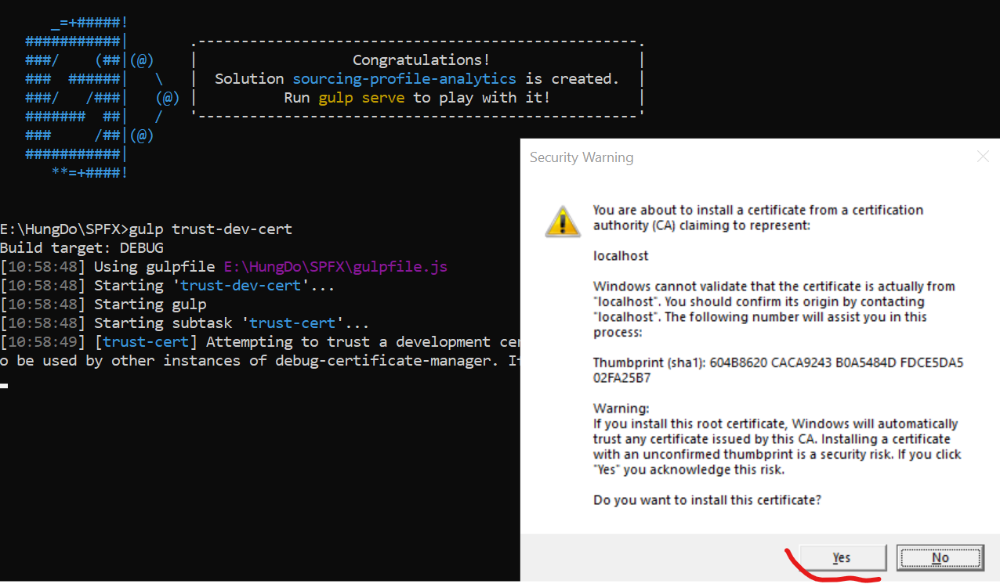 _=+#####!
###########|
###/    (##|(@)
###  ######|   \
###/   /###|   (@)
#######  ##|   /
###     /##|(@)
###########|
**=+####!
.----------------------------------------------------.
|                 Congratulations!                   |
|  Solution sourcing-profile-analytics is created.  |
|          Run gulp serve to play with it!           |
'----------------------------------------------------'
E:\HungDo\SPFX>gulp trust-dev-cert
Build target: DEBUG
[10:58:48] Using gulpfile E:\HungDo\SPFX\gulpfile.js
[10:58:48] Starting 'trust-dev-cert'...
[10:58:48] Starting gulp
[10:58:48] Starting subtask 'trust-cert'...
[10:58:49] [trust-cert] Attempting to trust a development cer
o be used by other instances of debug-certificate-manager. If
Security Warning
You are about to install a certificate from a certification
authority (CA) claiming to represent:
localhost
Windows cannot validate that the certificate is actually from
"localhost". You should confirm its origin by contacting
"localhost". The following number will assist you in this
process:
Thumbprint (sha1): 604B8620 CACA9243 B0A5484D FDCE5DA5
02FA25B7
Warning:
If you install this root certificate, Windows will automatically
trust any certificate issued by this CA. Installing a certificate
with an unconfirmed thumbprint is a security risk. If you click
"Yes" you acknowledge this risk.
Do you want to install this certificate?
Yes
No